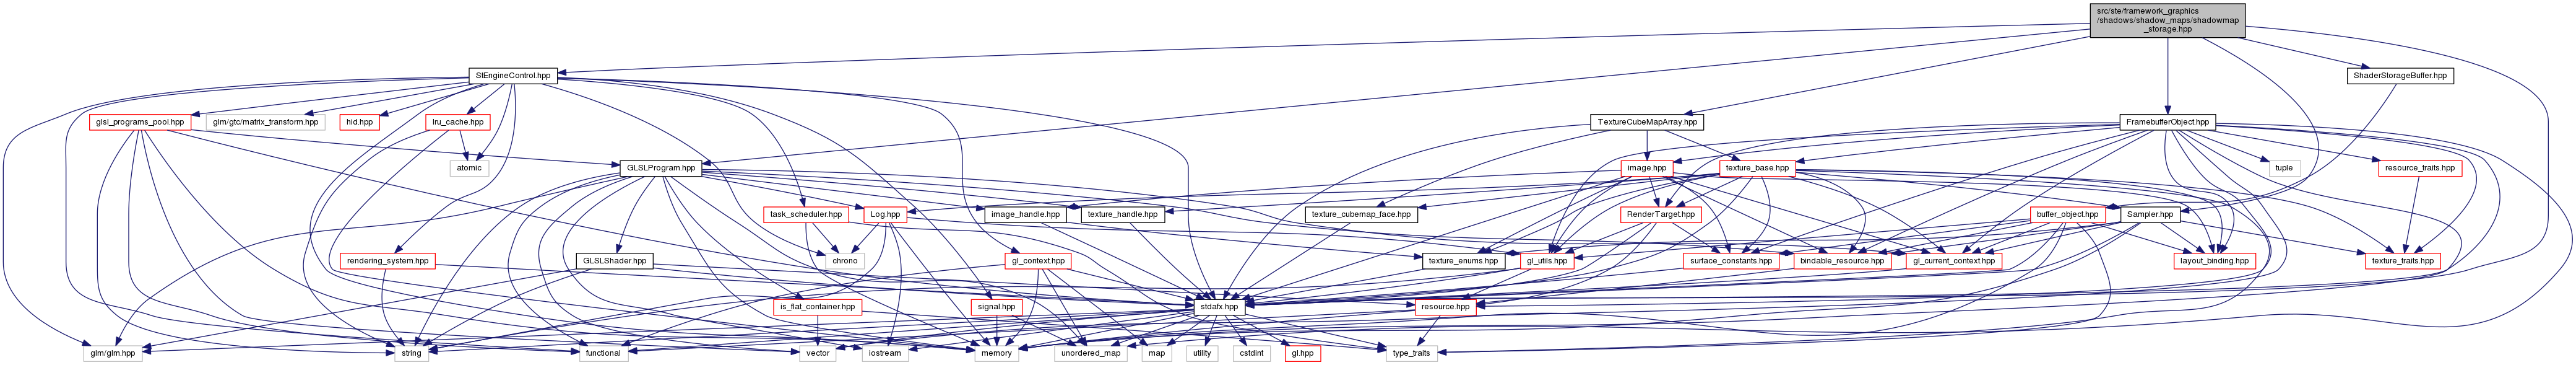 src/ste/framework_graphics
/shadows/shadow_maps/shadowmap
_storage.hpp
StEngineControl.hpp
ShaderStorageBuffer.hpp
glsl_programs_pool.hpp
glm/gtc/matrix_transform.hpp
hid.hpp
lru_cache.hpp
TextureCubeMapArray.hpp
FramebufferObject.hpp
atomic
GLSLProgram.hpp
image.hpp
texture_base.hpp
tuple
resource_traits.hpp
task_scheduler.hpp
Log.hpp
image_handle.hpp
texture_handle.hpp
texture_cubemap_face.hpp
RenderTarget.hpp
buffer_object.hpp
Sampler.hpp
rendering_system.hpp
GLSLShader.hpp
chrono
gl_context.hpp
texture_enums.hpp
gl_utils.hpp
surface_constants.hpp
bindable_resource.hpp
gl_current_context.hpp
layout_binding.hpp
texture_traits.hpp
is_flat_container.hpp
signal.hpp
stdafx.hpp
resource.hpp
glm/glm.hpp
string
functional
vector
iostream
memory
unordered_map
map
utility
cstdint
gl.hpp
type_traits